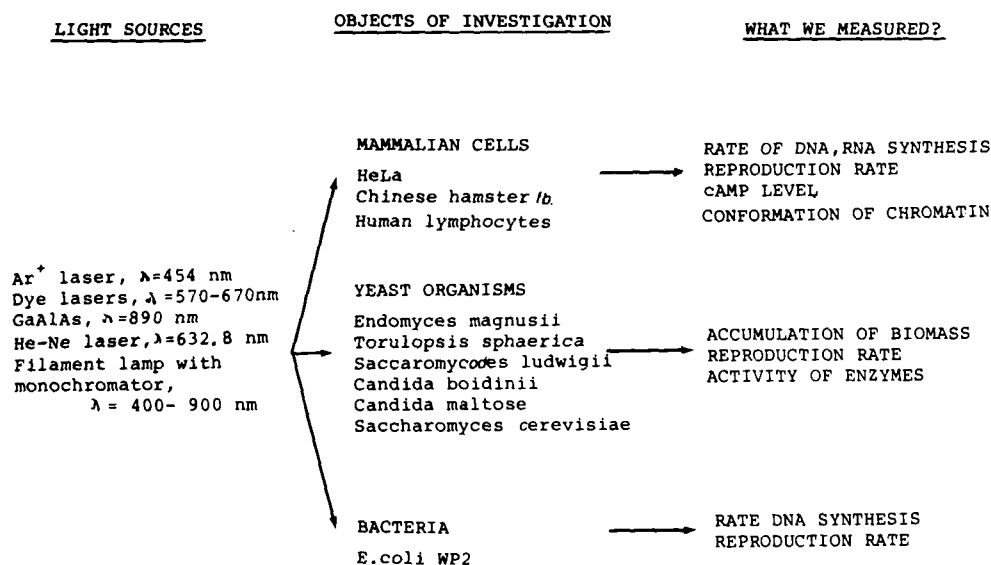 LIGHT SOURCES
OBJECTS OF INVESTIGATION
WHAT WE MEASURED?
Ar+ laser, λ=454 nm
Dye lasers, λ=570-670nm
GaAlAs, λ=890 nm
He-Ne laser, λ=632.8 nm
Filament lamp with
monochromator,
λ= 400- 900 nm
MAMMALIAN CELLS
HeLa
Chinese hamster lb.
Human lymphocytes
RATE OF DNA,RNA SYNTHESIS
REPRODUCTION RATE
cAMP LEVEL
CONFORMATION OF CHROMATIN
YEAST ORGANISMS
Endomyces magnusii
Torulopsis sphaerica
Saccaromycodes ludwigii
Candida boidinii
Candida maltose
Saccharomyces cerevisiae
ACCUMULATION OF BIOMASS
REPRODUCTION RATE
ACTIVITY OF ENZYMES
BACTERIA
E.coli WP2
RATE DNA SYNTHESIS
REPRODUCTION RATE